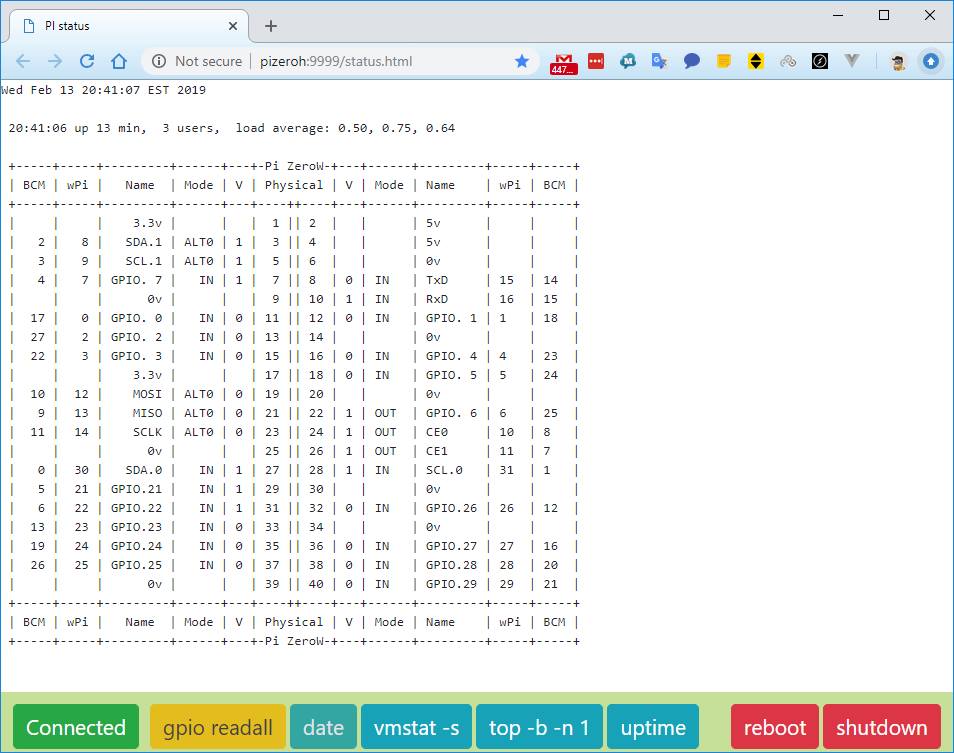 PI status
Not secure | pizeroh:9999/status.html
447...
Wed Feb 13 20:41:07 EST 2019
20:41:06 up 13 min,  3 users,  load average: 0.50, 0.75, 0.64
+-----+-----+---------+------+---+-Pi ZeroW-+---+------+---------+-----+-----+
| BCM | wPi |   Name  | Mode | V | Physical | V | Mode | Name    | wPi | BCM |
+-----+-----+---------+------+---+----++----+---+------+---------+-----+-----+
|     |     |    3.3v |      |   |  1 || 2  |   |      | 5v      |     |     |
|   2 |   8 |   SDA.1 | ALT0 | 1 |  3 || 4  |   |      | 5v      |     |     |
|   3 |   9 |   SCL.1 | ALT0 | 1 |  5 || 6  |   |      | 0v      |     |     |
|   4 |   7 | GPIO. 7 |   IN | 1 |  7 || 8  | 0 | IN   | TxD     | 15  | 14  |
|     |     |      0v |      |   |  9 || 10 | 1 | IN   | RxD     | 16  | 15  |
|  17 |   0 | GPIO. 0 |   IN | 0 | 11 || 12 | 0 | IN   | GPIO. 1 | 1   | 18  |
|  27 |   2 | GPIO. 2 |   IN | 0 | 13 || 14 |   |      | 0v      |     |     |
|  22 |   3 | GPIO. 3 |   IN | 0 | 15 || 16 | 0 | IN   | GPIO. 4 | 4   | 23  |
|     |     |    3.3v |      |   | 17 || 18 | 0 | IN   | GPIO. 5 | 5   | 24  |
|  10 |  12 |    MOSI | ALT0 | 0 | 19 || 20 |   |      | 0v      |     |     |
|   9 |  13 |    MISO | ALT0 | 0 | 21 || 22 | 1 | OUT  | GPIO. 6 | 6   | 25  |
|  11 |  14 |    SCLK | ALT0 | 0 | 23 || 24 | 1 | OUT  | CE0     | 10  | 8   |
|     |     |      0v |      |   | 25 || 26 | 1 | OUT  | CE1     | 11  | 7   |
|   0 |  30 |   SDA.0 |   IN | 1 | 27 || 28 | 1 | IN   | SCL.0   | 31  | 1   |
|   5 |  21 | GPIO.21 |   IN | 1 | 29 || 30 |   |      | 0v      |     |     |
|   6 |  22 | GPIO.22 |   IN | 1 | 31 || 32 | 0 | IN   | GPIO.26 | 26  | 12  |
|  13 |  23 | GPIO.23 |   IN | 0 | 33 || 34 |   |      | 0v      |     |     |
|  19 |  24 | GPIO.24 |   IN | 0 | 35 || 36 | 0 | IN   | GPIO.27 | 27  | 16  |
|  26 |  25 | GPIO.25 |   IN | 0 | 37 || 38 | 0 | IN   | GPIO.28 | 28  | 20  |
|     |     |      0v |      |   | 39 || 40 | 0 | IN   | GPIO.29 | 29  | 21  |
+-----+-----+---------+------+---+----++----+---+------+---------+-----+-----+
| BCM | wPi |   Name  | Mode | V | Physical | V | Mode | Name    | wPi | BCM |
+-----+-----+---------+------+---+-Pi ZeroW-+---+------+---------+-----+-----+
Connected gpio readall date vmstat -s top -b -n 1 uptime reboot shutdown